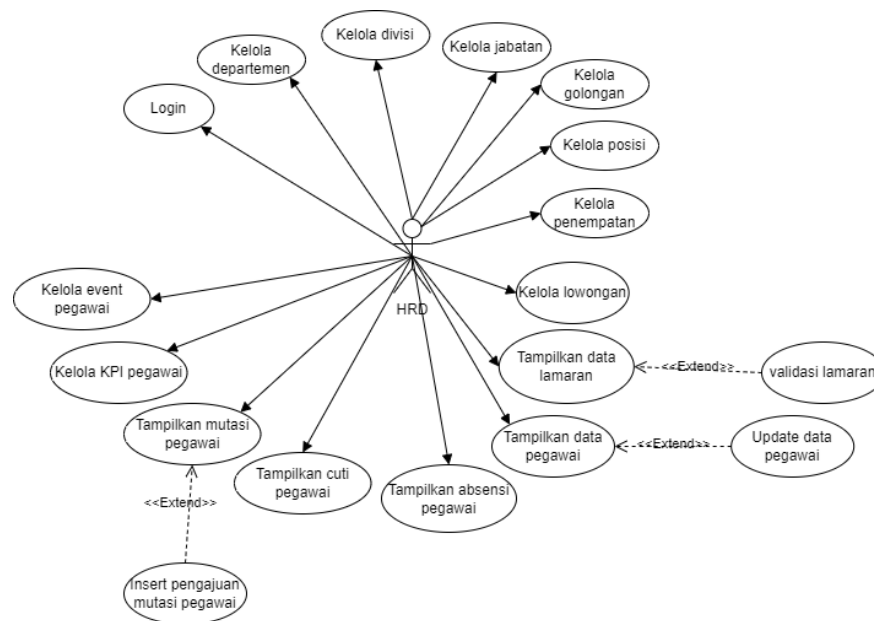 Kelola divisi
Kelola jabatan
Kelola
departemen
Kelola
golongan
Login
Kelola posisi
Kelola
penempatan
Kelola event
pegawai
Kelola lowongan
HRD
Kelola KPI pegawai
Tampilkan data
lamaran
<<Extend>>
validasi lamaran
Tampilkan mutasi
pegawai
Tampilkan data
pegawai
<<Extend>>
Update data
pegawai
Tampilkan cuti
pegawai
Tampilkan absensi
pegawai
<<Extend>>
Insert pengajuan
mutasi pegawai